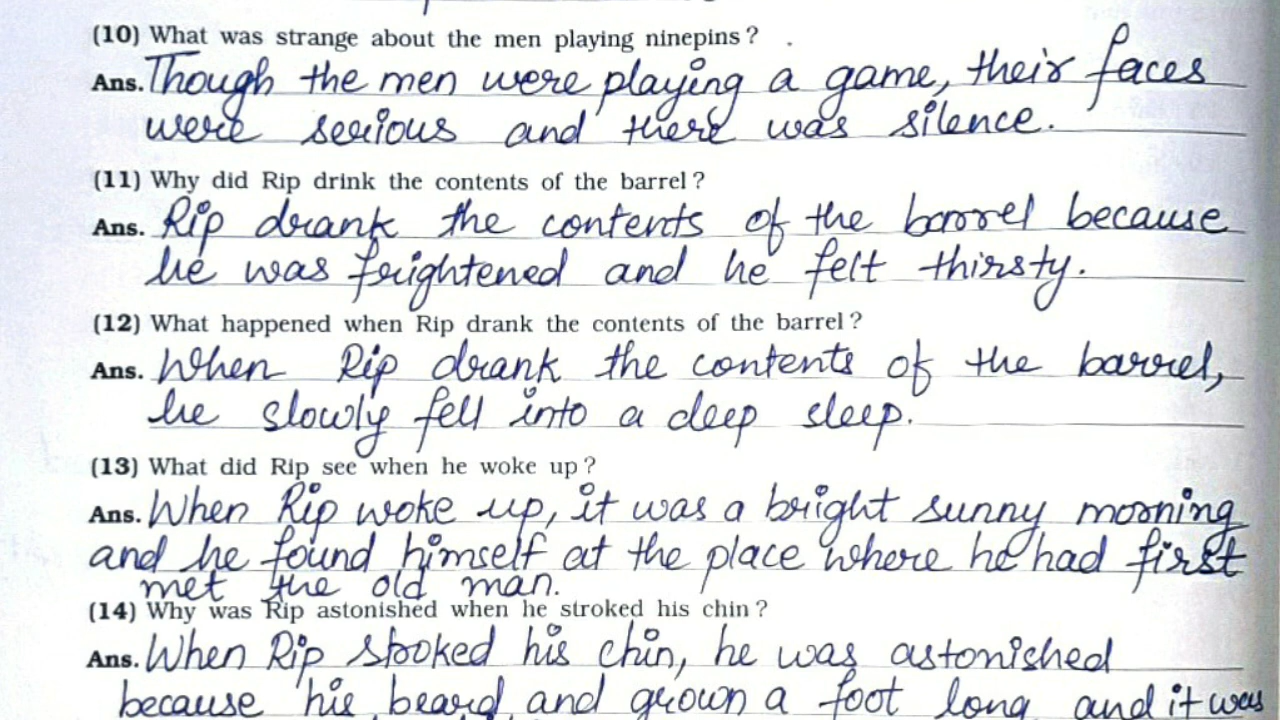 (10) What was strange about the men playing ninepins?
Ans. Though the men were playing a game, their faces
were serious and there was silence.
(11) Why did Rip drink the contents of the barrel?
Ans. Rip drank the contents of the barrel because
he was frightened and he felt thirsty.
(12) What happened when Rip drank the contents of the barrel?
Ans. When Rip drank the contents of the barrel,
he slowly fell into a deep sleep.
(13) What did Rip see when he woke up?
Ans. When Rip woke up, it was a bright sunny morning
and he found himself at the place where he had first
met the old man.
(14) Why was Rip astonished when he stroked his chin?
Ans. When Rip stroked his chin, he was astonished
because his beard and grown a foot long and it was